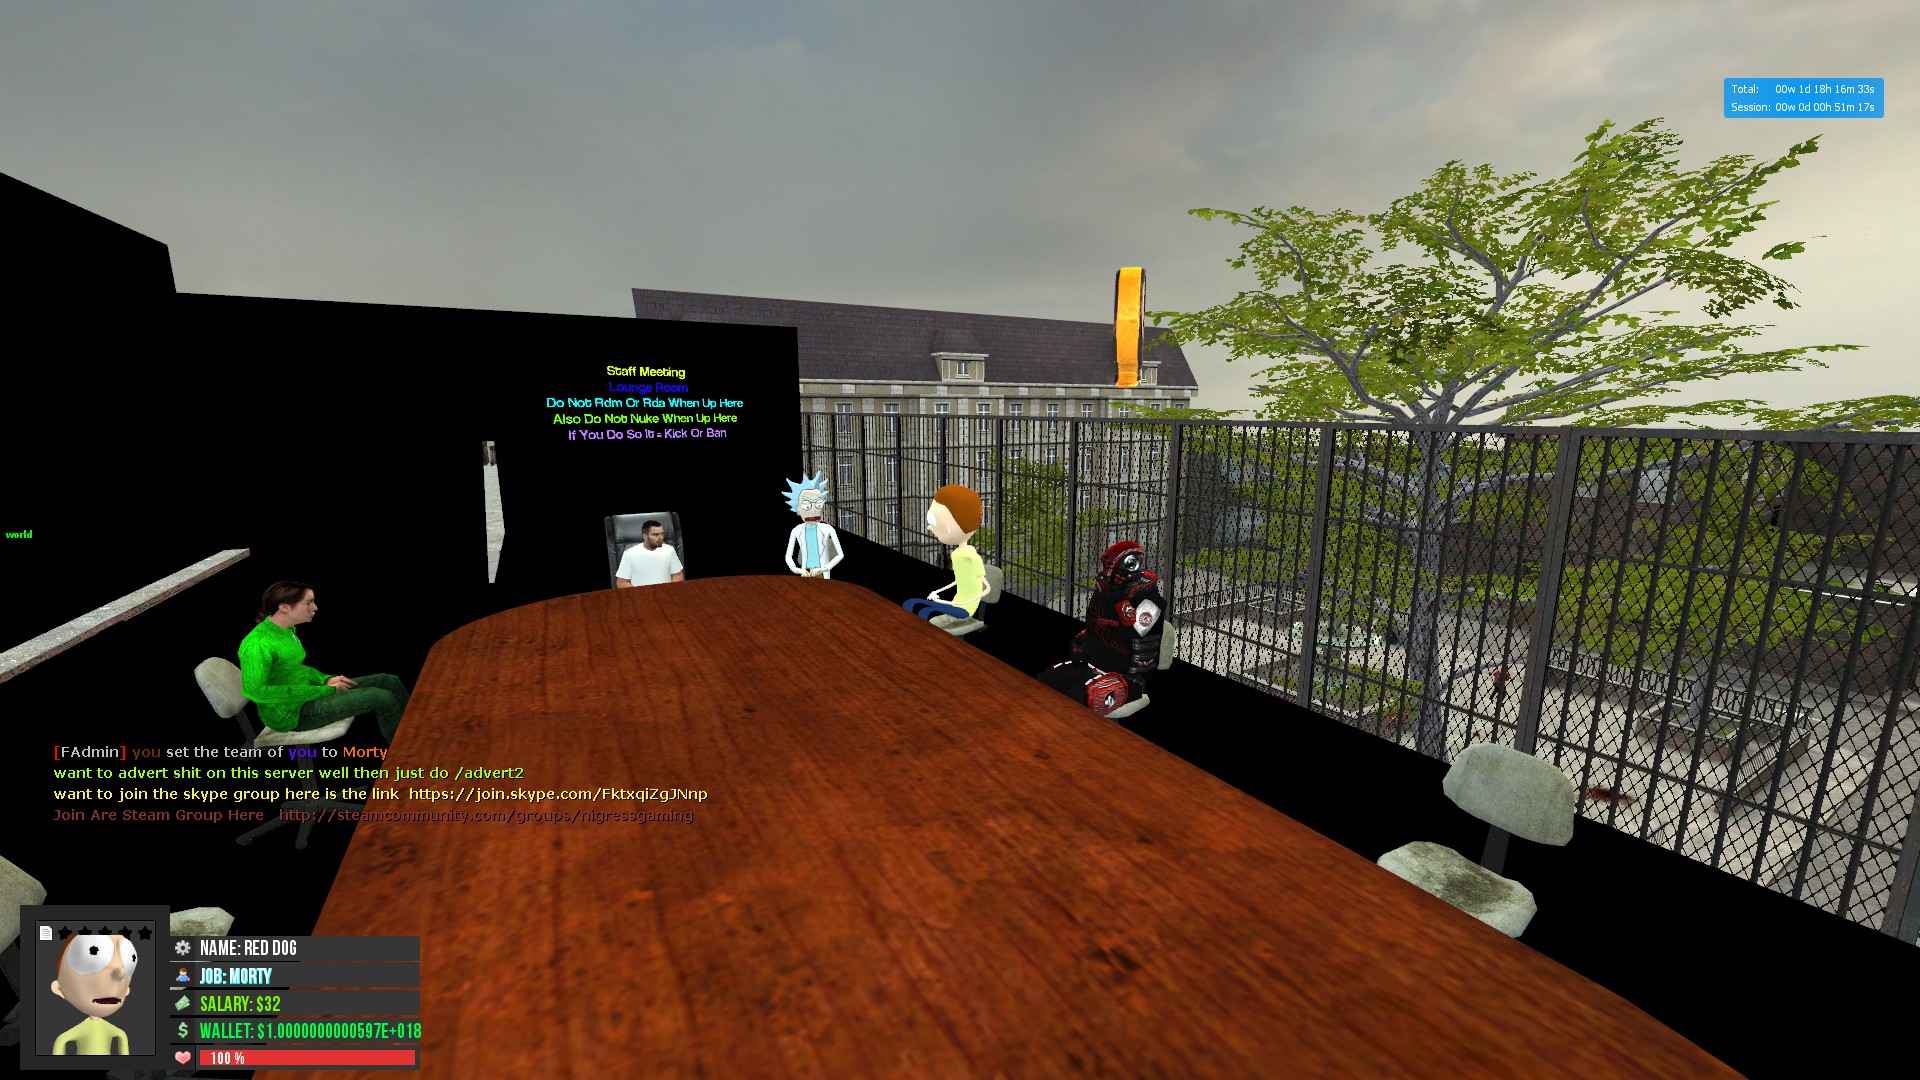 Total: 00w 1d 18h 16m 33s
Session: 00w 0d 00h 51m 17s
Staff Meeting
Lounge Room
Do Not Rdm Or Rda When Up Here
Also Do Not Nuke When Up Here
If You Do So It = Kick Or Ban
world
[FAdmin] you set the team of you to Morty
want to advert shit on this server well then just do /advert2
want to join the skype group here is the link https://join.skype.com/FktxqiZgJNnp
Join Are Steam Group Here http://steamcommunity.com/groups/nigressgaming
NAME: RED DOG
JOB: MORTY
SALARY: $32
WALLET: $1.0000000000597E+018
100 %